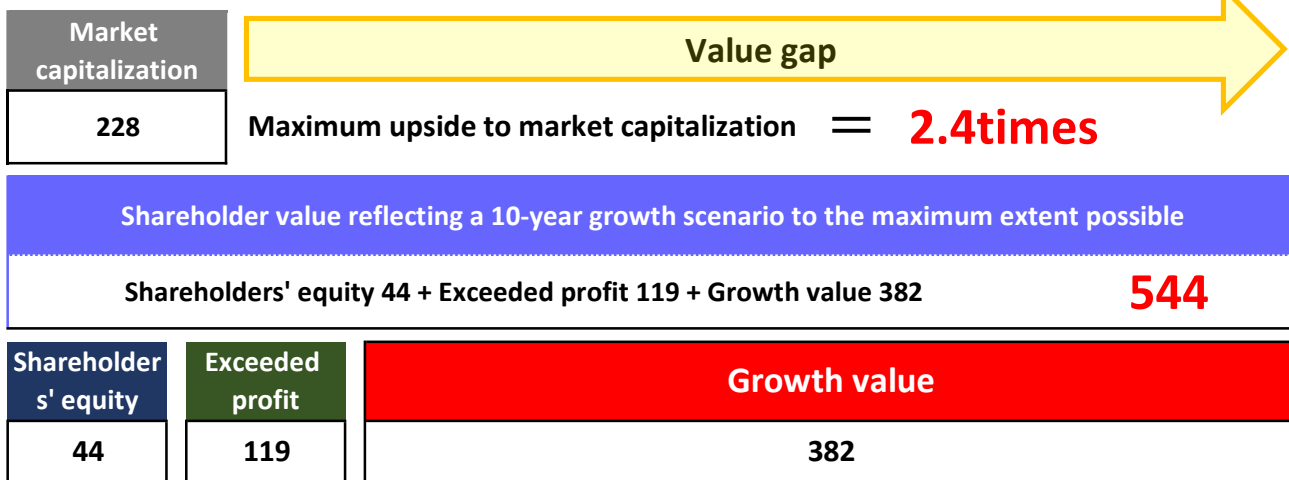 Market
capitalization
Value gap
228
Maximum upside to market capitalization = 2.4times
Shareholder value reflecting a 10-year growth scenario to the maximum extent possible
Shareholders' equity 44 + Exceeded profit 119 + Growth value 382
544
Shareholder
s' equity
Exceeded
profit
Growth value
44
119
382